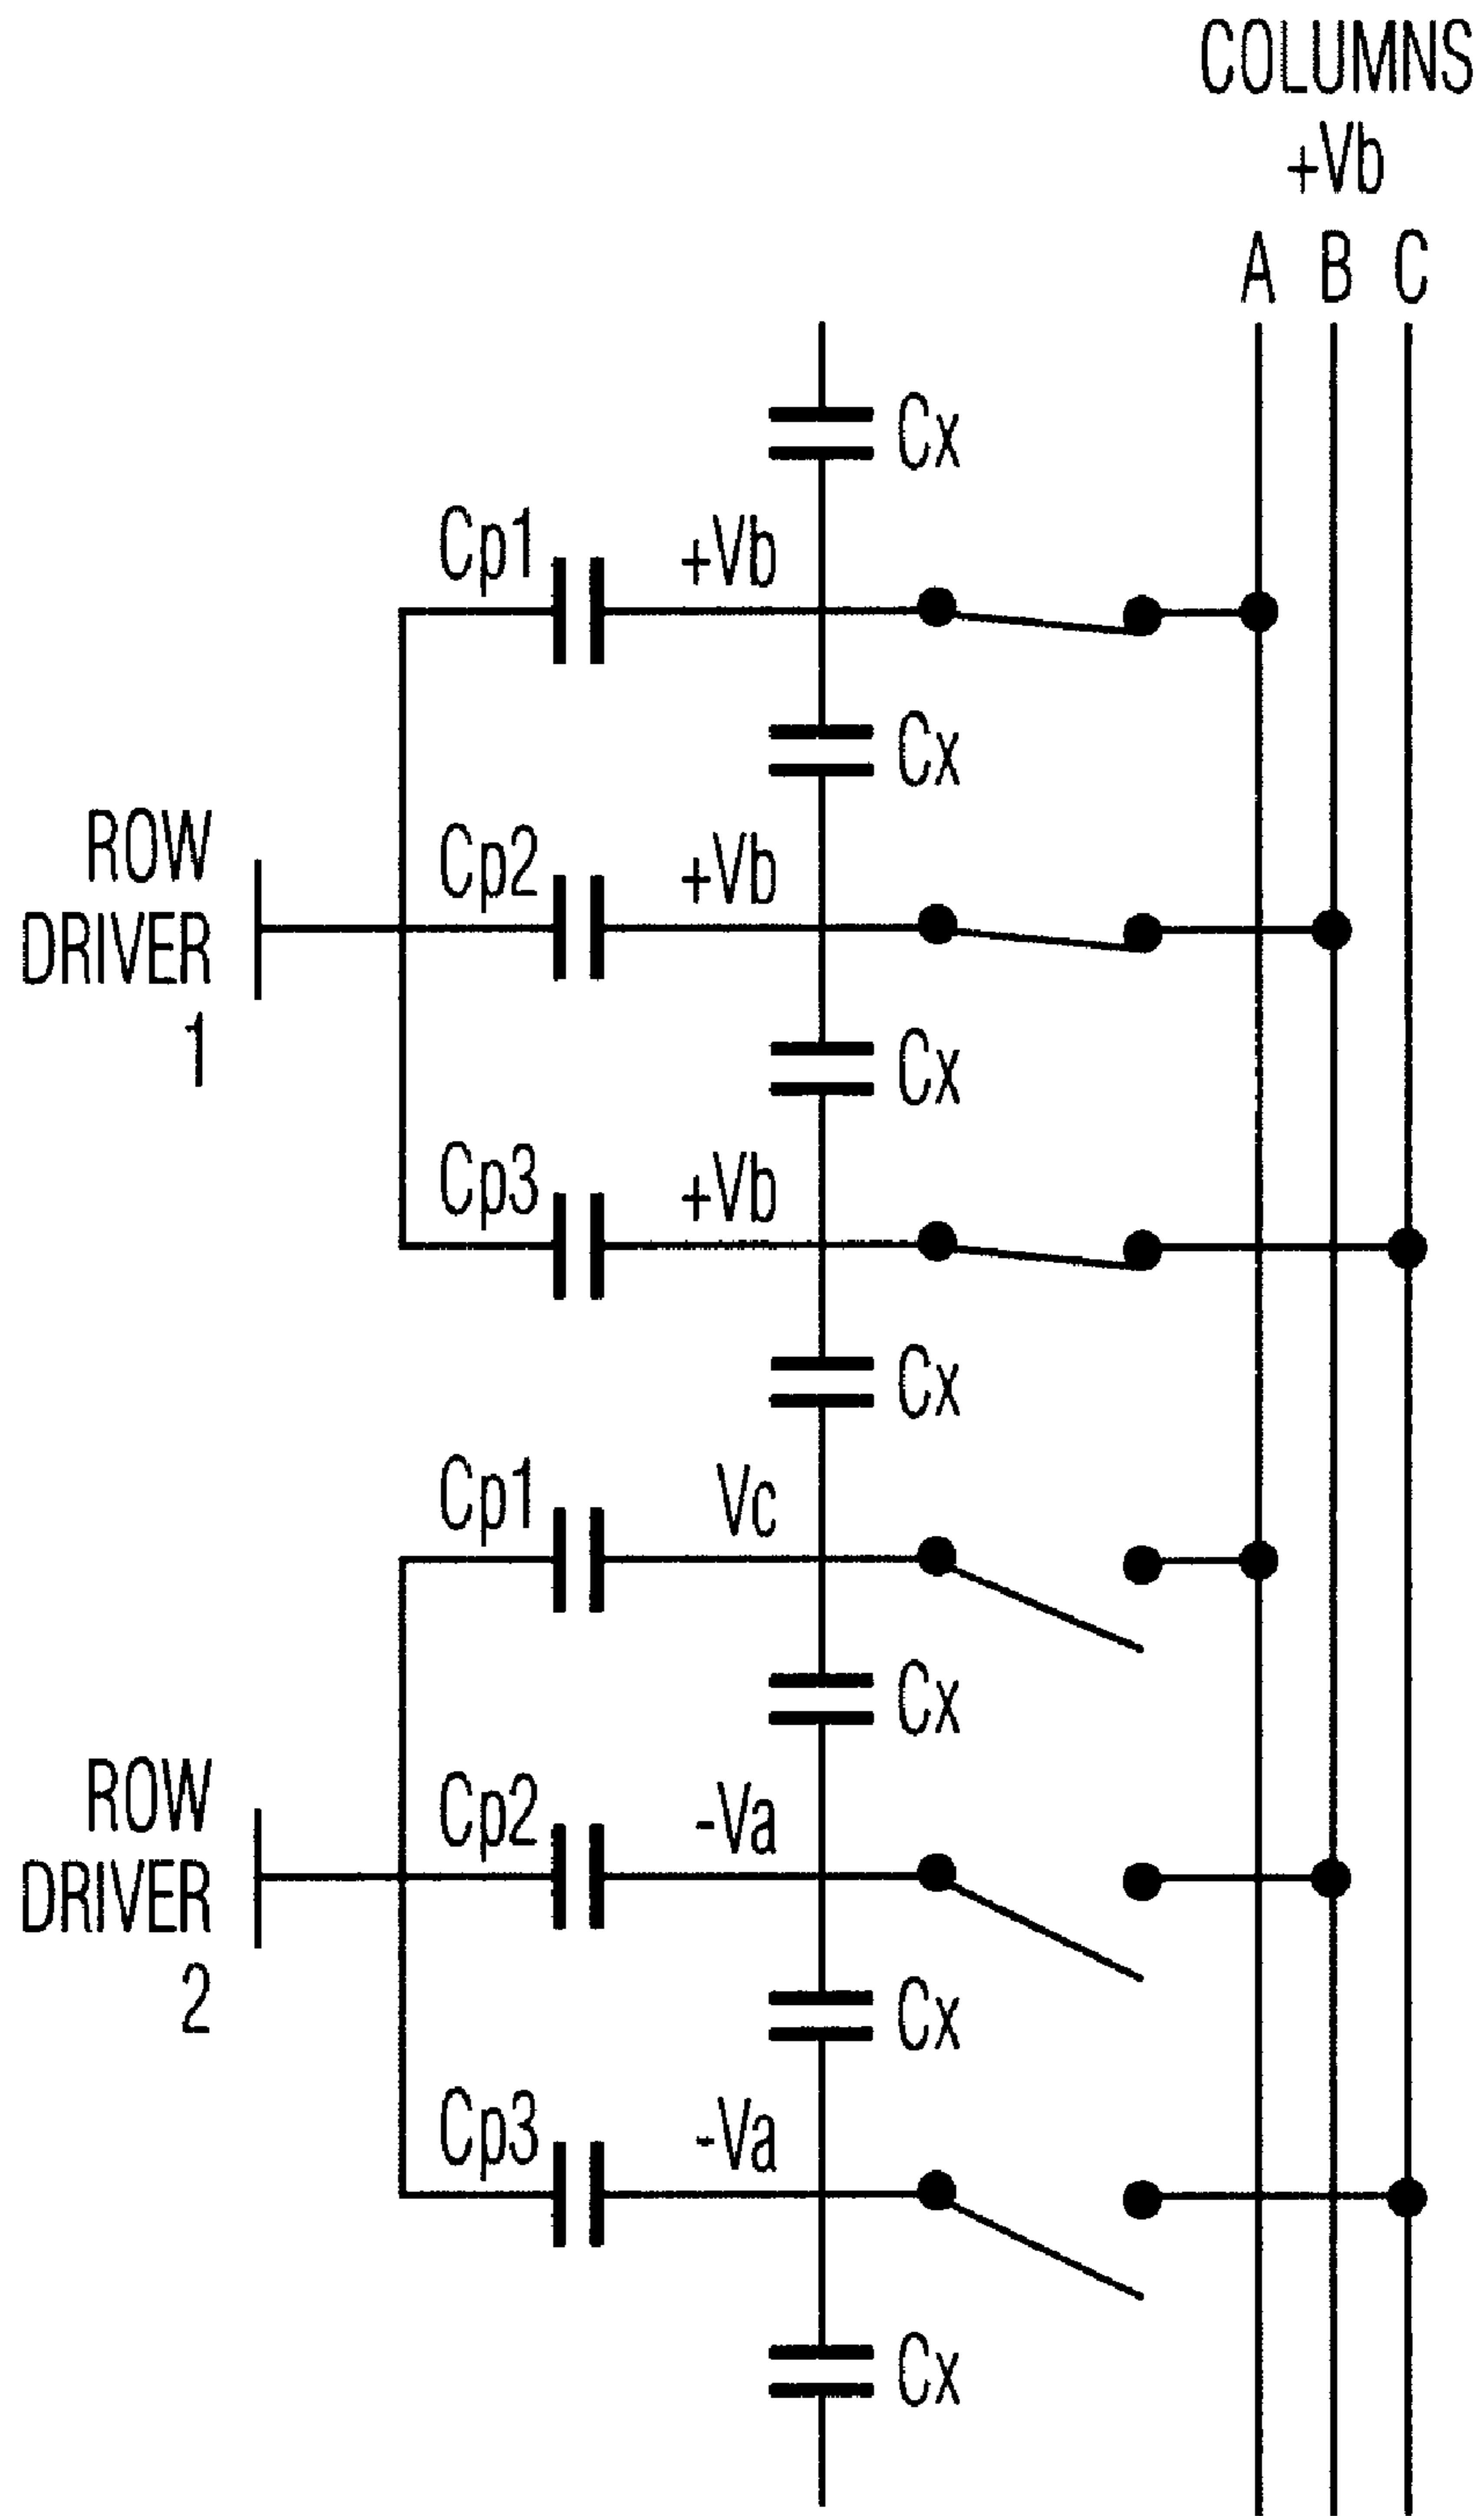 COLUMNS
+Vb
A B C
Cx
Cp1 +Vb
Cx
ROW
DRIVER
1
Cp2 +Vb
Cx
Cp3 +Vb
Cx
Cp1 Vc
Cx
ROW
DRIVER
2
Cp2 -Va
Cx
Cp3 -Va
Cx